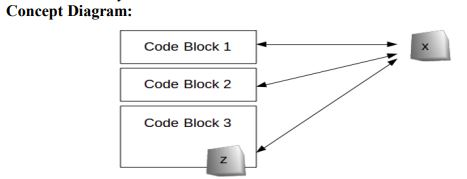 Concept Diagram:
Code Block 1
x
Code Block 2
Code Block 3
z